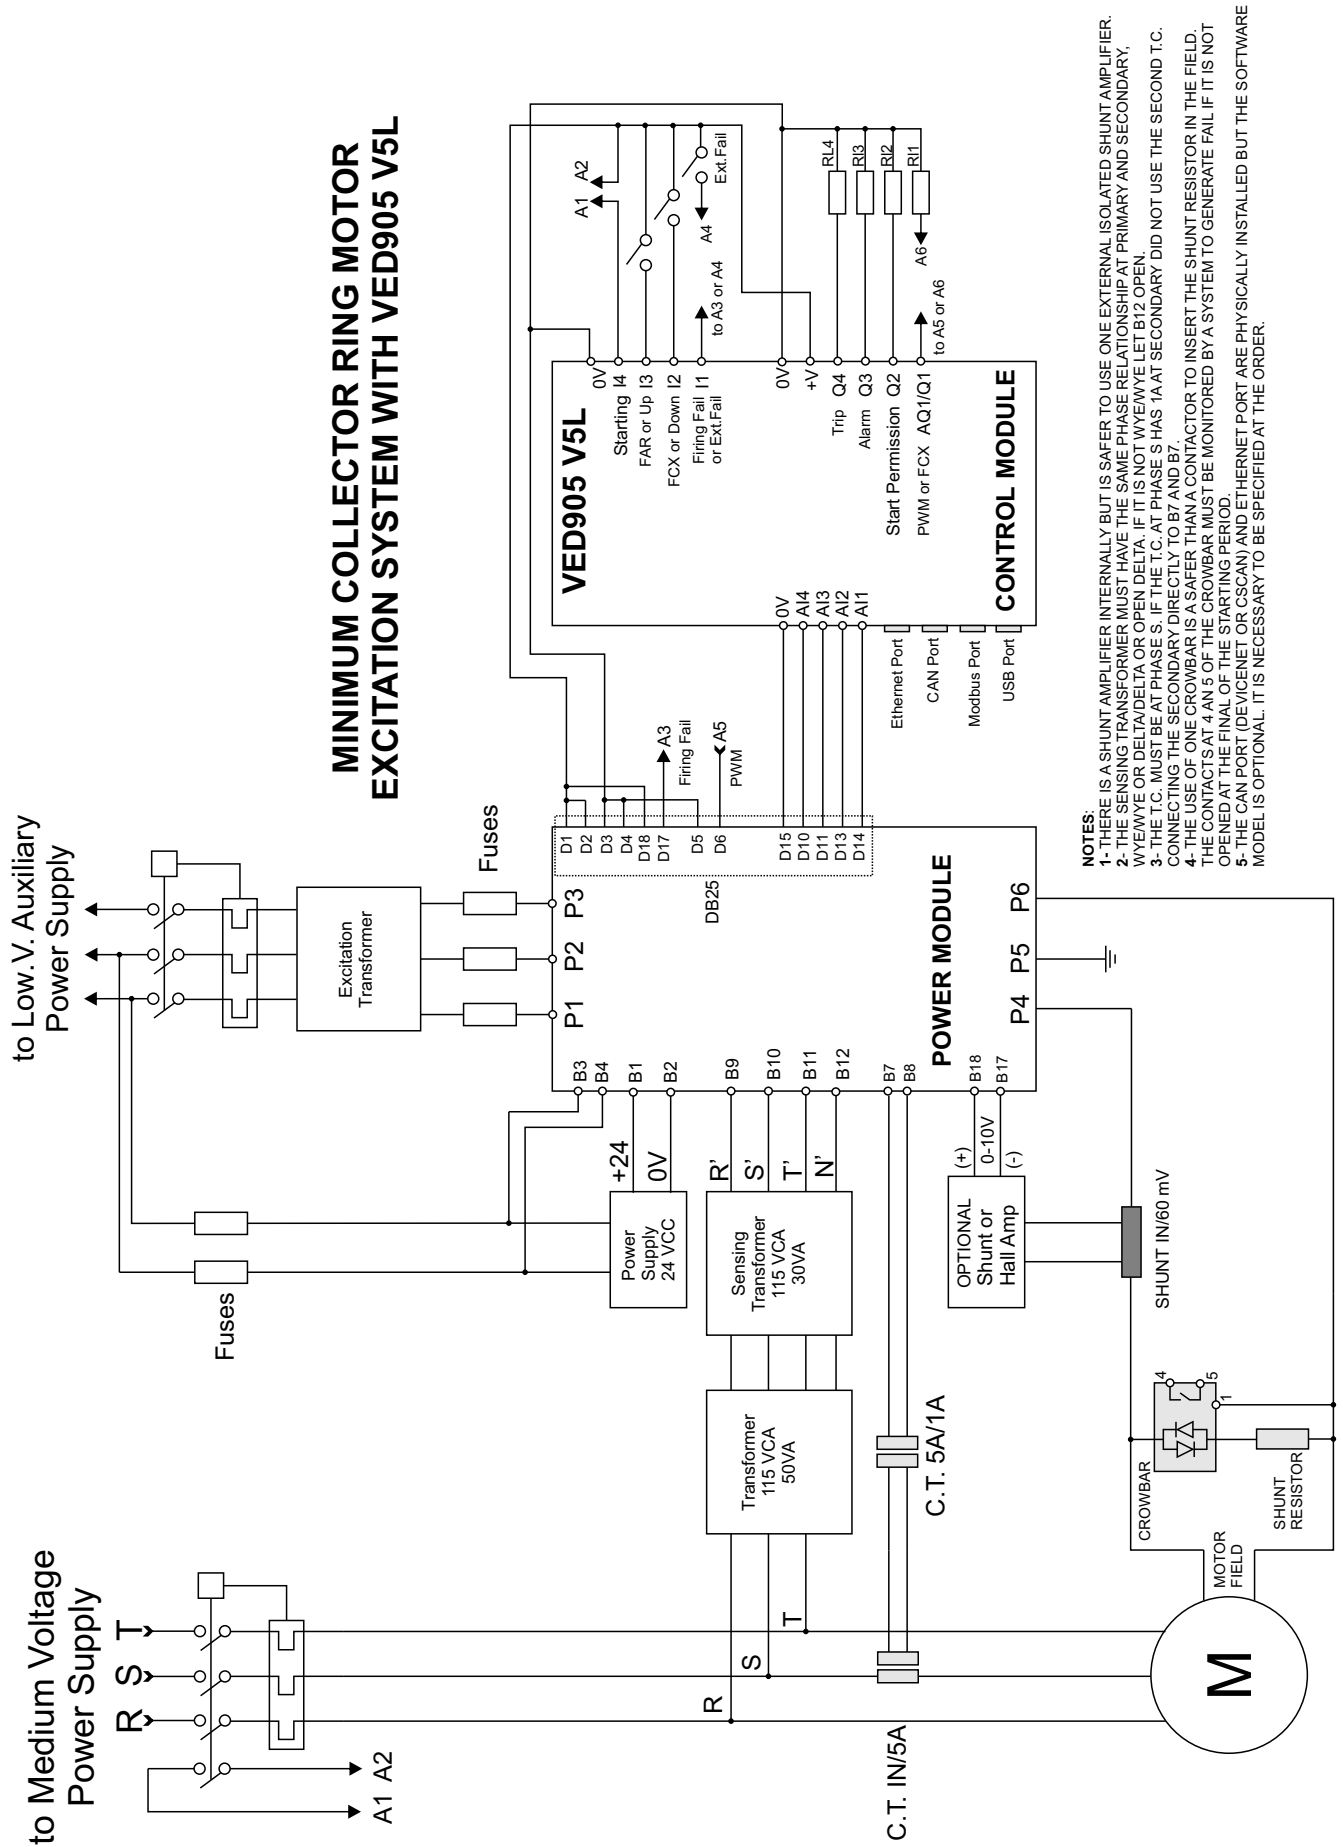 MINIMUM COLLECTOR RING MOTOR
EXCITATION SYSTEM WITH VED905 V5L
to Medium Voltage
Power Supply
R
S
T
A1
A2
to Low.V. Auxiliary
Power Supply
Fuses
Excitation
Transformer
Fuses
P1
P2
P3
Power
Supply
24 VCC
+24
0V
B3
B4
B1
B2
R
S
T
Transformer
115 VCA
50VA
Sensing
Transformer
115 VCA
30VA
R'
S'
T'
N'
B9
B10
B11
B12
C.T. IN/5A
C.T. 5A/1A
B7
B8
OPTIONAL
Shunt or
Hall Amp
(+)
0-10V
(-)
B18
B17
POWER MODULE
P4
P5
P6
SHUNT IN/60 mV
CROWBAR
4
5
1
SHUNT
RESISTOR
MOTOR
FIELD
M
DB25
D1
D2
D3
D4
D18
D17
D5
D6
D15
D10
D11
D13
D14
A3
Firing Fail
A5
PWM
VED905 V5L
0V
AI4
AI3
AI2
AI1
Ethernet Port
CAN Port
Modbus Port
USB Port
CONTROL MODULE
0V
Starting I4
FAR or Up I3
FCX or Down I2
Firing Fail I1
or Ext.Fail
0V
+V
Trip Q4
Alarm Q3
Start Permission Q2
PWM or FCX AQ1/Q1
A1
A2
A4
Ext.Fail
to A3 or A4
RL4
RI3
RI2
RI1
A6
to A5 or A6
NOTES:
1- THERE IS A SHUNT AMPLIFIER INTERNALLY BUT IS SAFER TO USE ONE EXTERNAL ISOLATED SHUNT AMPLIFIER.
2- THE SENSING TRANSFORMER MUST HAVE THE SAME PHASE RELATIONSHIP AT PRIMARY AND SECONDARY,
WYE/WYE OR DELTA/DELTA OR OPEN DELTA. IF IT IS NOT WYE/WYE LET B12 OPEN.
3- THE T.C. MUST BE AT PHASE S. IF THE T.C. AT PHASE S HAS 1A AT SECONDARY DID NOT USE THE SECOND T.C.
CONNECTING THE SECONDARY DIRECTLY TO B7 AND B7.
4- THE USE OF ONE CROWBAR IS A SAFER THAN A CONTACTOR TO INSERT THE SHUNT RESISTOR IN THE FIELD.
THE CONTACTS AT 4 AN 5 OF THE CROWBAR MUST BE MONITORED BY A SYSTEM TO GENERATE FAIL IF IT IS NOT
OPENED AT THE FINAL OF THE STARTING PERIOD.
5- THE CAN PORT (DEVICENET OR CSCAN) AND ETHERNET PORT ARE PHYSICALLY INSTALLED BUT THE SOFTWARE
MODEL IS OPTIONAL. IT IS NECESSARY TO BE SPECIFIED AT THE ORDER.